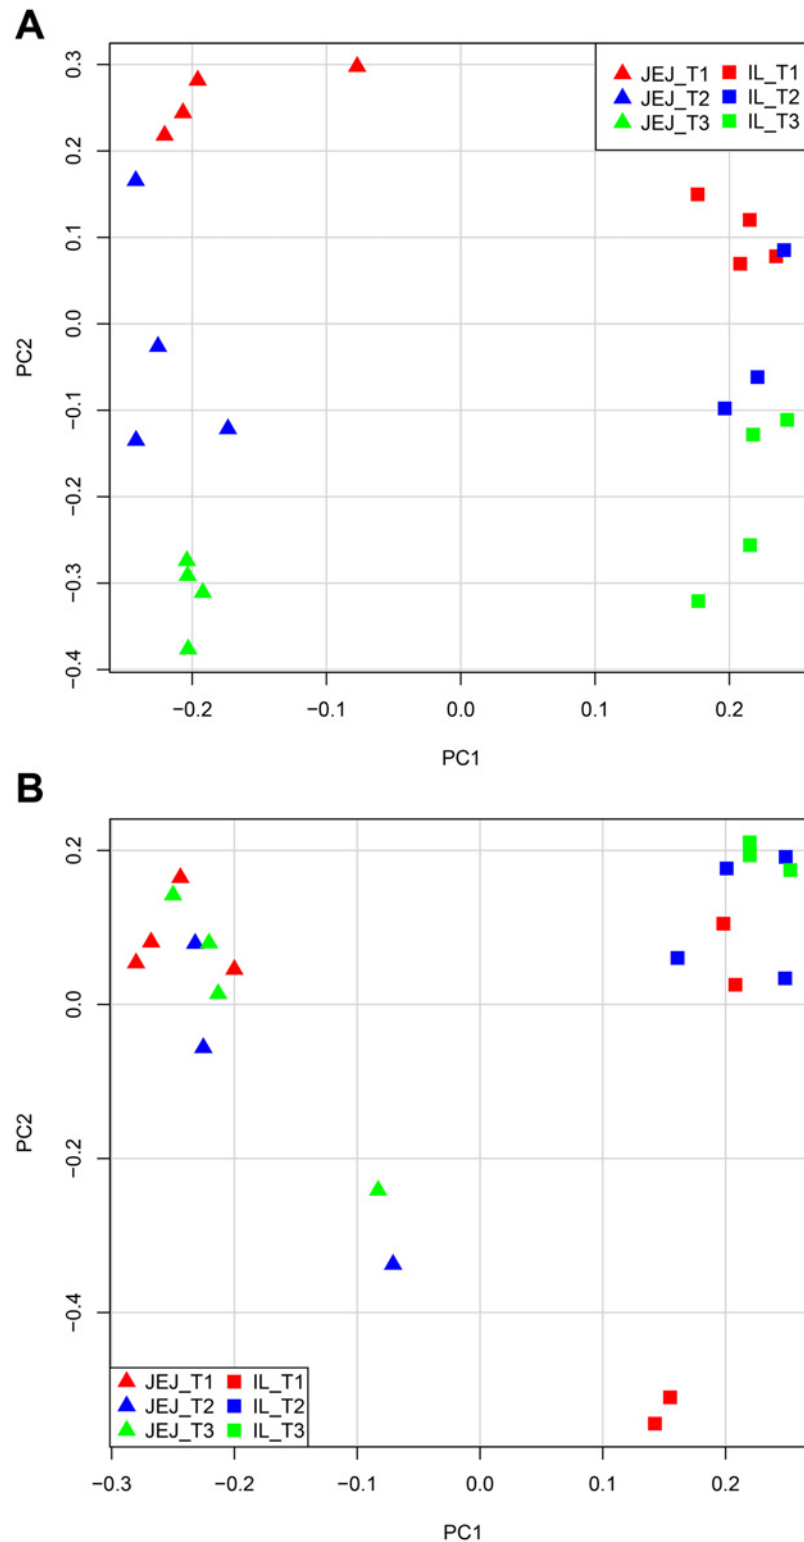 A
0.3
0.2
0.1
0.0
−0.1
−0.2
−0.3
−0.4
PC2
JEJ_T1 IL_T1
JEJ_T2 IL_T2
JEJ_T3 IL_T3
−0.2 −0.1 0.0 0.1 0.2
PC1
B
0.2
0.0
−0.2
−0.4
PC2
JEJ_T1 IL_T1
JEJ_T2 IL_T2
JEJ_T3 IL_T3
−0.3 −0.2 −0.1 0.0 0.1 0.2
PC1